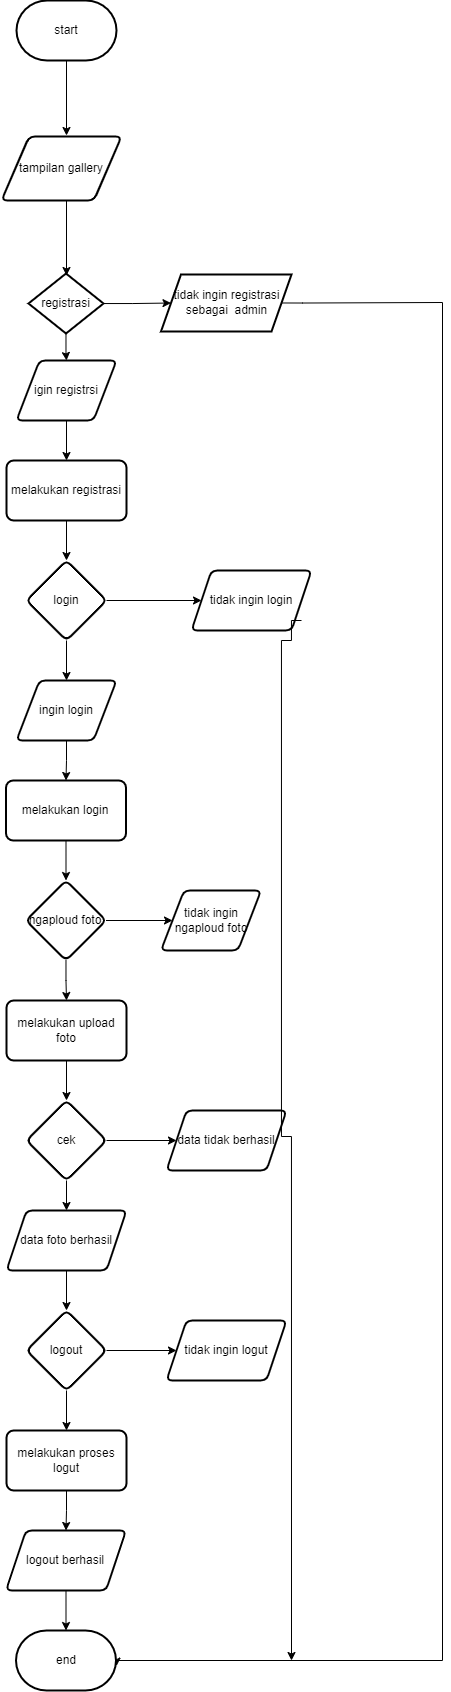 start
tampilan gallery
registrasi
tidak ingin registrasi
sebagai admin
igin registrsi
melakukan registrasi
login
tidak ingin login
ingin login
melakukan login
ngaploud foto
tidak ingin
ngaploud foto
melakukan upload
foto
cek
data tidak berhasil
data foto berhasil
logout
tidak ingin logut
melakukan proses
logut
logout berhasil
end